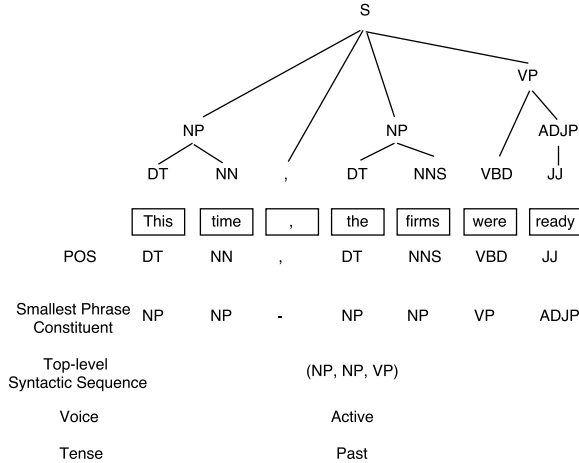 S
VP
NP NP ADJP
DT NN , DT NNS VBD JJ
This time , the firms were ready
POS DT NN , DT NNS VBD JJ
Smallest Phrase
Constituent NP NP - NP NP VP ADJP
Top-level
Syntactic Sequence (NP, NP, VP)
Voice Active
Tense Past